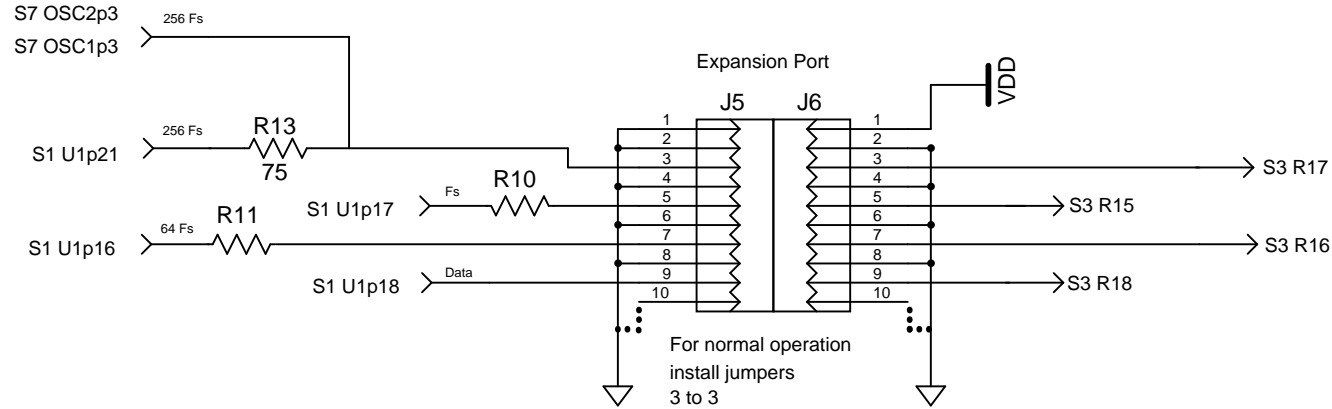 S7 OSC2p3
256 Fs
S7 OSC1p3
Expansion Port
VDD
J5 J6
1 1
2 2
256 Fs R13
S1 U1p21
75
3 3
S3 R17
4 4
R10
Fs
S1 U1p17
5 5
S3 R15
R11
6 6
64 Fs
S1 U1p16
7 7
S3 R16
8 8
Data
S1 U1p18
9 9
S3 R18
10 10
For normal operation
install jumpers
3 to 3